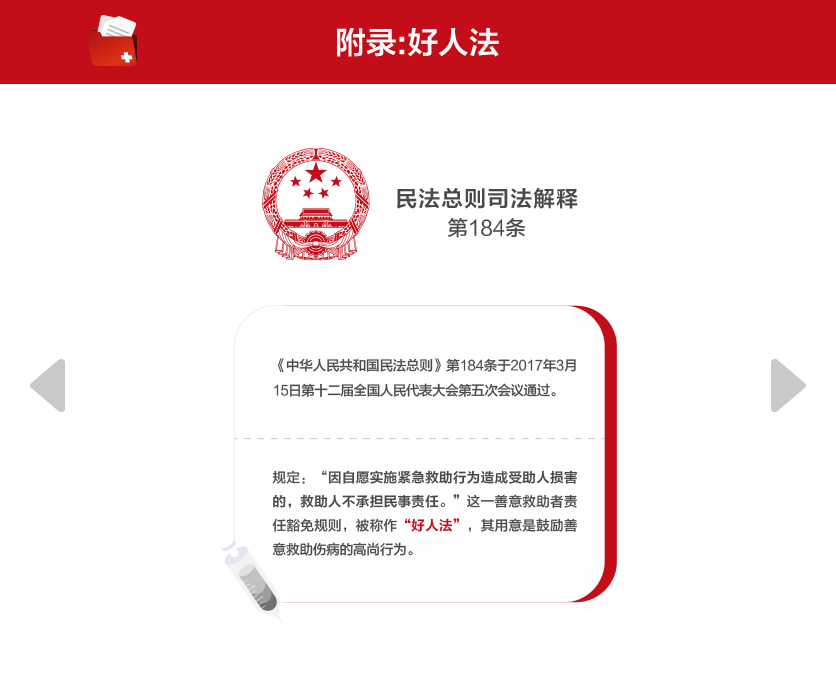 附录:好人法
民法总则司法解释
第184条
《中华人民共和国民法总则》第184条于2017年3月
15日第十二届全国人民代表大会第五次会议通过。
规定：“因自愿实施紧急救助行为造成受助人损害
的，救助人不承担民事责任。”这一善意救助者责
任豁免规则，被称作“好人法”，其用意是鼓励善
意救助伤病的高尚行为。